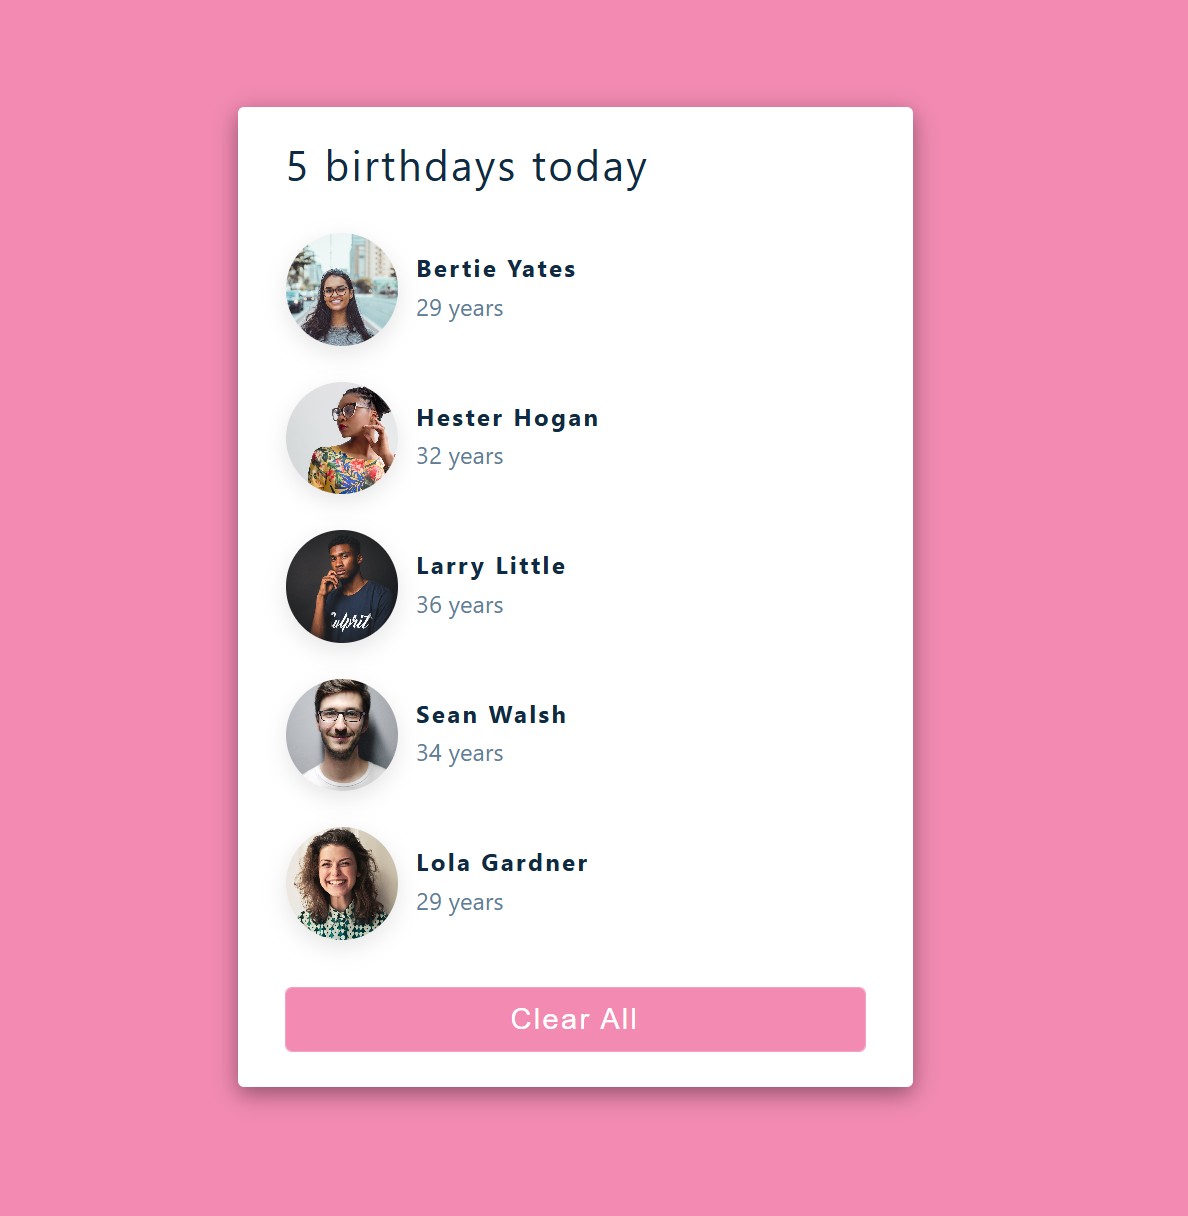 5 birthdays today
Bertie Yates
29 years
Hester Hogan
32 years
Larry Little
36 years
ulprit
Sean Walsh
34 years
Lola Gardner
29 years
Clear All